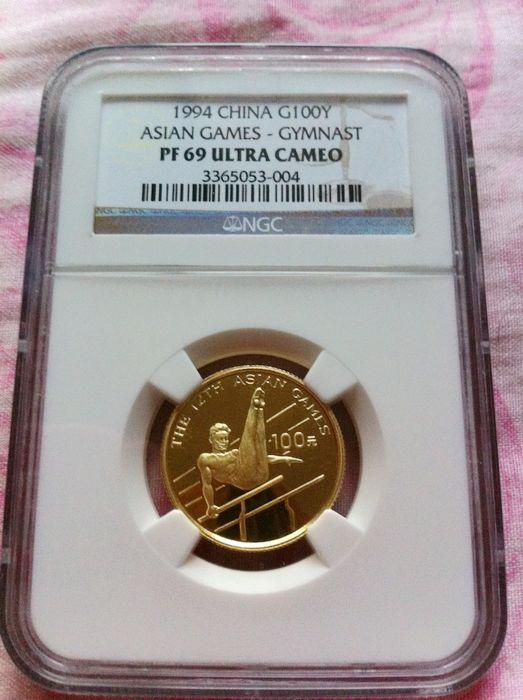 1994 CHINA G100Y
ASIAN GAMES - GYMNAST
PF 69 ULTRA CAMEO
3365053-004
NGC
THE 12TH ASIAN GAMES
100元